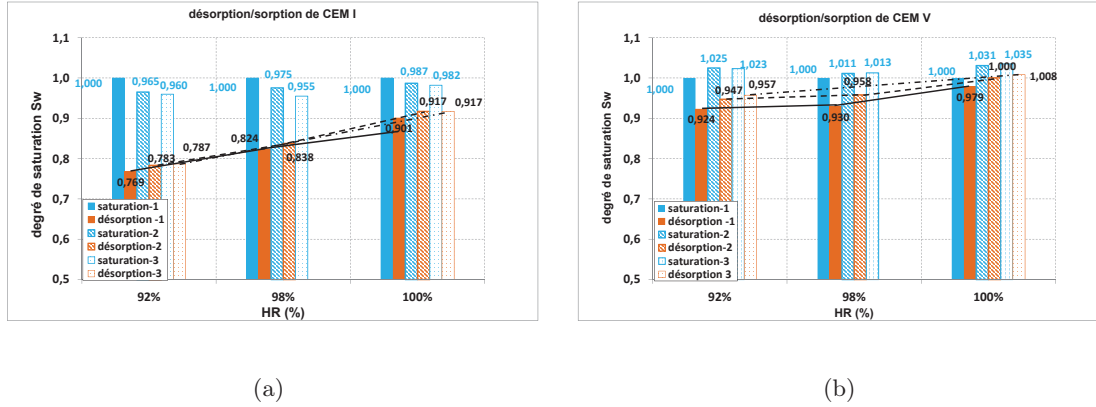 désorption/sorption de CEM I
degré de saturation Sw
1,1
1,0
0,9
0,8
0,7
0,6
0,5
1,000
0,965
0,960
1,000
0,975
0,955
1,000
0,987
0,982
0,769
0,783
0,787
0,824
0,838
0,901
0,917
0,917
saturation-1
désorption -1
saturation-2
désorption-2
saturation-3
désorption-3
92%
98%
100%
HR (%)
(a)
désorption/sorption de CEM V
degré de saturation Sw
1,1
1,0
0,9
0,8
0,7
0,6
0,5
1,000
1,025
1,023
1,000
1,011
1,013
1,000
1,031
1,035
0,924
0,947
0,957
0,930
0,958
0,979
1,000
1,008
saturation-1
désorption -1
saturation-2
désorption-2
saturation-3
désorption 3
92%
98%
100%
HR (%)
(b)